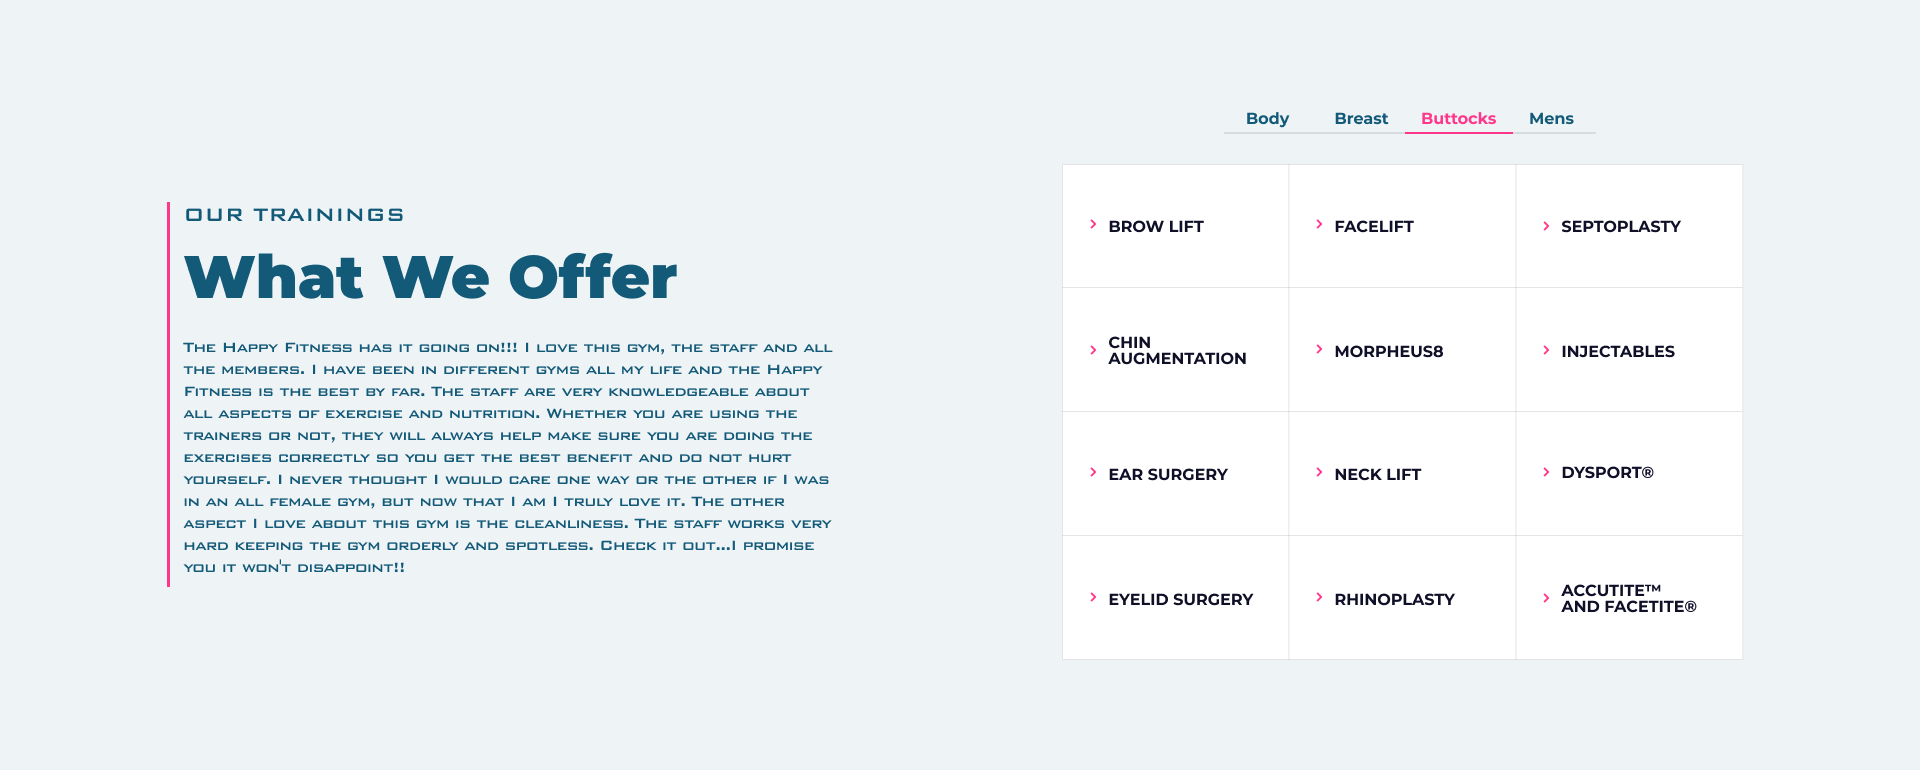 OUR TRAININGS
What We Offer
The Happy Fitness has it going on!!! I love this gym, the staff and all
the members. I have been in different gyms all my life and the Happy
Fitness is the best by far. The staff are very knowledgeable about
all aspects of exercise and nutrition. Whether you are using the
trainers or not, they will always help make sure you are doing the
exercises correctly so you get the best benefit and do not hurt
yourself. I never thought I would care one way or the other if I was
in an all female gym, but now that I am I truly love it. The other
aspect I love about this gym is the cleanliness. The staff works very
hard keeping the gym orderly and spotless. Check it out...I promise
you it won't disappoint!!
Body Breast Buttocks Mens
BROW LIFT
FACELIFT
SEPTOPLASTY
CHIN
AUGMENTATION
MORPHEUS8
INJECTABLES
EAR SURGERY
NECK LIFT
DYSPORT®
EYELID SURGERY
RHINOPLASTY
ACCUTITE™
AND FACETITE®